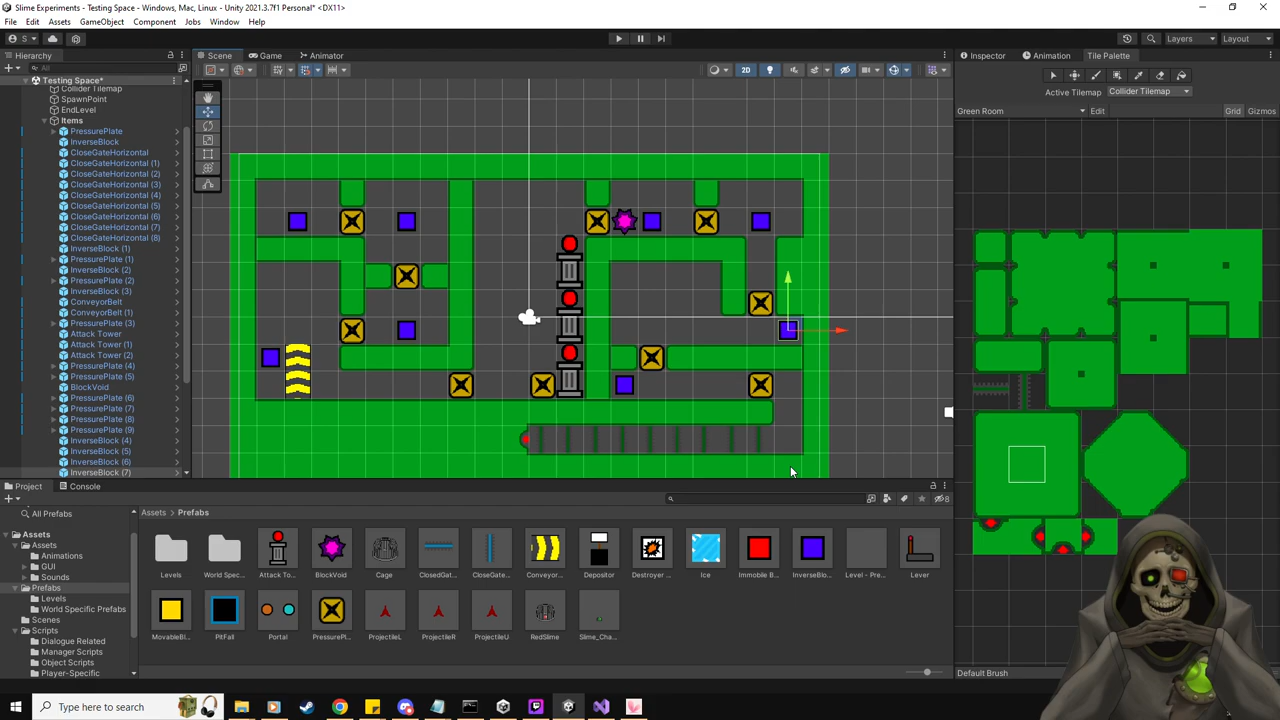 Slime Experiments - Testing Space - Windows, Mac, Linux - Unity 2021.3.7f1 Personal* <DX11>
File Edit Assets GameObject Component Jobs Window Help
S
Layers
Layout
Hierarchy
Scene
Game
Animator
Inspector
Animation
Tile Palette
All
2D
Testing Space*
Collider Tilemap
SpawnPoint
EndLevel
Items
PressurePlate
InverseBlock
CloseGateHorizontal
CloseGateHorizontal (1)
CloseGateHorizontal (2)
CloseGateHorizontal (3)
CloseGateHorizontal (4)
CloseGateHorizontal (5)
CloseGateHorizontal (6)
CloseGateHorizontal (7)
CloseGateHorizontal (8)
InverseBlock (1)
PressurePlate (1)
InverseBlock (2)
PressurePlate (2)
InverseBlock (3)
ConveyorBelt
ConveyorBelt (1)
PressurePlate (3)
Attack Tower
Attack Tower (1)
Attack Tower (2)
PressurePlate (4)
PressurePlate (5)
BlockVoid
PressurePlate (6)
PressurePlate (7)
PressurePlate (8)
PressurePlate (9)
InverseBlock (4)
InverseBlock (5)
InverseBlock (6)
InverseBlock (7)
Active Tilemap
Collider Tilemap
Green Room
Edit
Grid
Gizmos
Default Brush
Project
Console
8
All Prefabs
Assets
Animations
GUI
Sounds
Prefabs
Levels
World Specific Prefabs
Scenes
Scripts
Dialogue Related
Manager Scripts
Object Scripts
Player-Specific
Assets > Prefabs
Levels
World Spec...
Attack To...
BlockVoid
Cage
ClosedGat...
CloseGate...
Conveyor...
Depositor
Destroyer ...
Ice
Immobile B...
InverseBlo...
Level - Pre...
Lever
MovableBl...
PitFall
Portal
PressurePl...
ProjectileL
ProjectileR
ProjectileU
RedSlime
Slime_Cha...
Type here to search